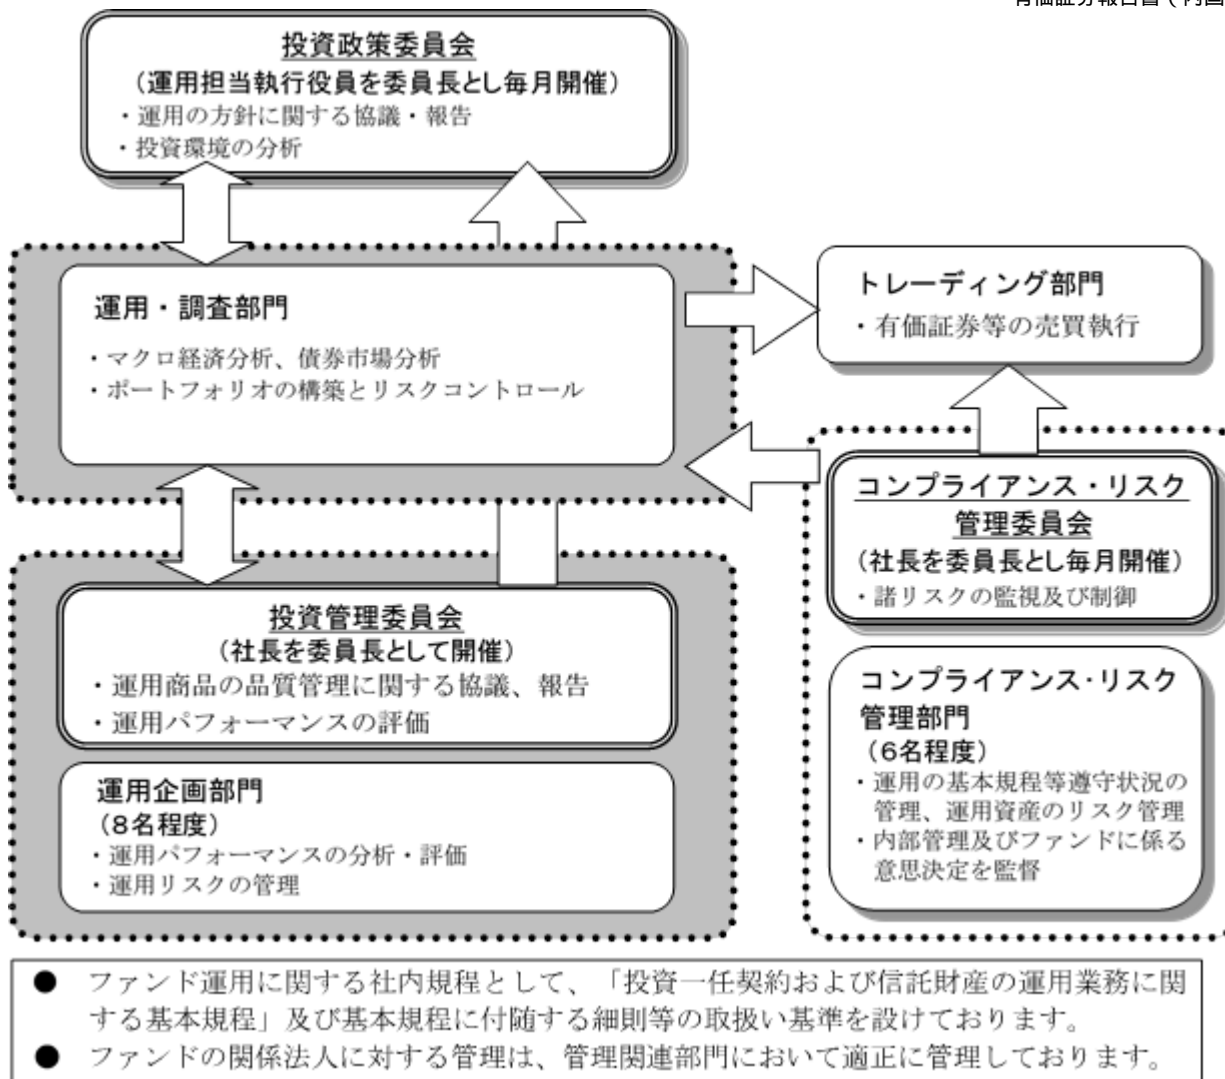 有価証券報告書（内国
投資政策委員会
（運用担当執行役員を委員長とし毎月開催）
・運用の方針に関する協議・報告
・投資環境の分析
運用・調査部門
・マクロ経済分析、債券市場分析
・ポートフォリオの構築とリスクコントロール
トレーディング部門
・有価証券等の売買執行
コンプライアンス・リスク
管理委員会
（社長を委員長とし毎月開催）
・諸リスクの監視及び制御
投資管理委員会
（社長を委員長として開催）
・運用商品の品質管理に関する協議、報告
・運用パフォーマンスの評価
運用企画部門
（８名程度）
・運用パフォーマンスの分析・評価
・運用リスクの管理
コンプライアンス・リスク
管理部門
（６名程度）
・運用の基本規程等遵守状況の
管理、運用資産のリスク管理
・内部管理及びファンドに係る
意思決定を監督
● ファンド運用に関する社内規程として、「投資一任契約および信託財産の運用業務に関
する基本規程」及び基本規程に付随する細則等の取扱い基準を設けております。
● ファンドの関係法人に対する管理は、管理関連部門において適正に管理しております。